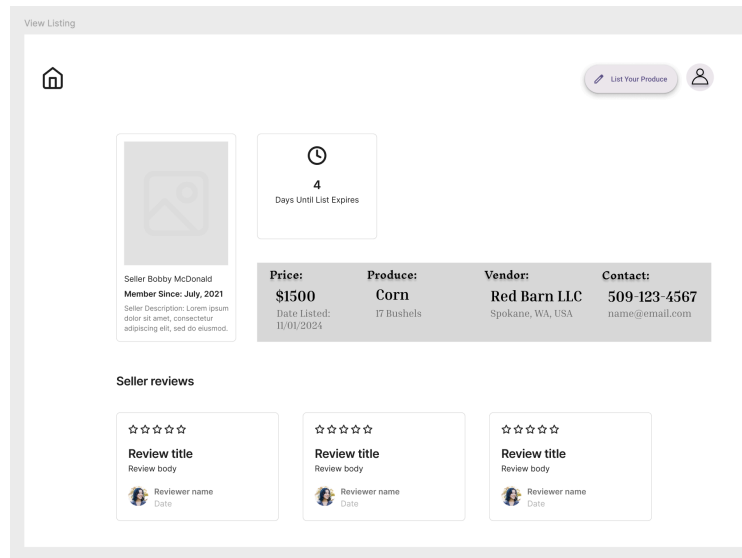 View Listing
List Your Produce
4
Days Until List Expires
Seller Bobby McDonald
Member Since: July, 2021
Seller Description: Lorem ipsum
dolor sit amet, consectetur
adipiscing elit, sed do eiusmod.
Price:
$1500
Date Listed:
11/01/2024
Produce:
Corn
17 Bushels
Vendor:
Red Barn LLC
Spokane, WA, USA
Contact:
509-123-4567
name@email.com
Seller reviews
Review title
Review body
Reviewer name
Date
Review title
Review body
Reviewer name
Date
Review title
Review body
Reviewer name
Date